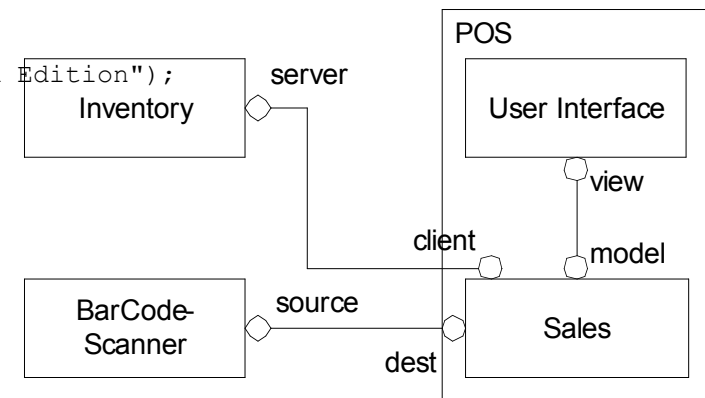 POS
Edition");
server
Inventory
User Interface
view
client
model
BarCode-
Scanner
source
Sales
dest